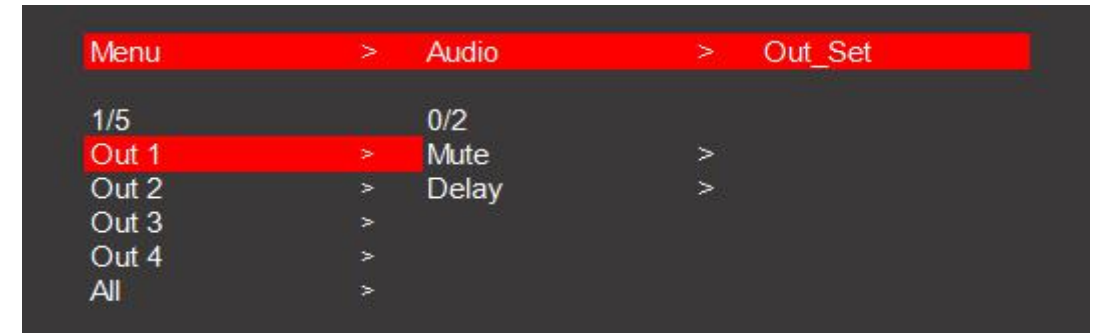 Menu > Audio > Out_Set
1/5 0/2
Out 1 > Mute >
Out 2 > Delay >
Out 3 >
Out 4 >
All >